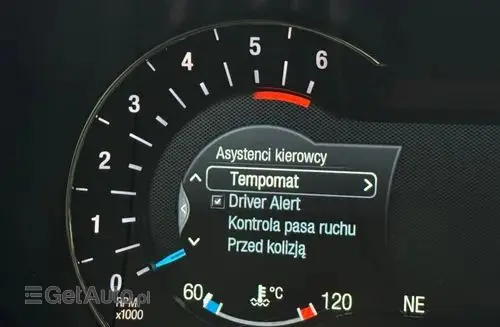 6
5
4
3
2
1
0
RPM
x1000
Asystenci kierowcy
Tempomat
Driver Alert
Kontrola pasa ruchu
Przed kolizją
60 °C 120 NE
GetAuto.pl